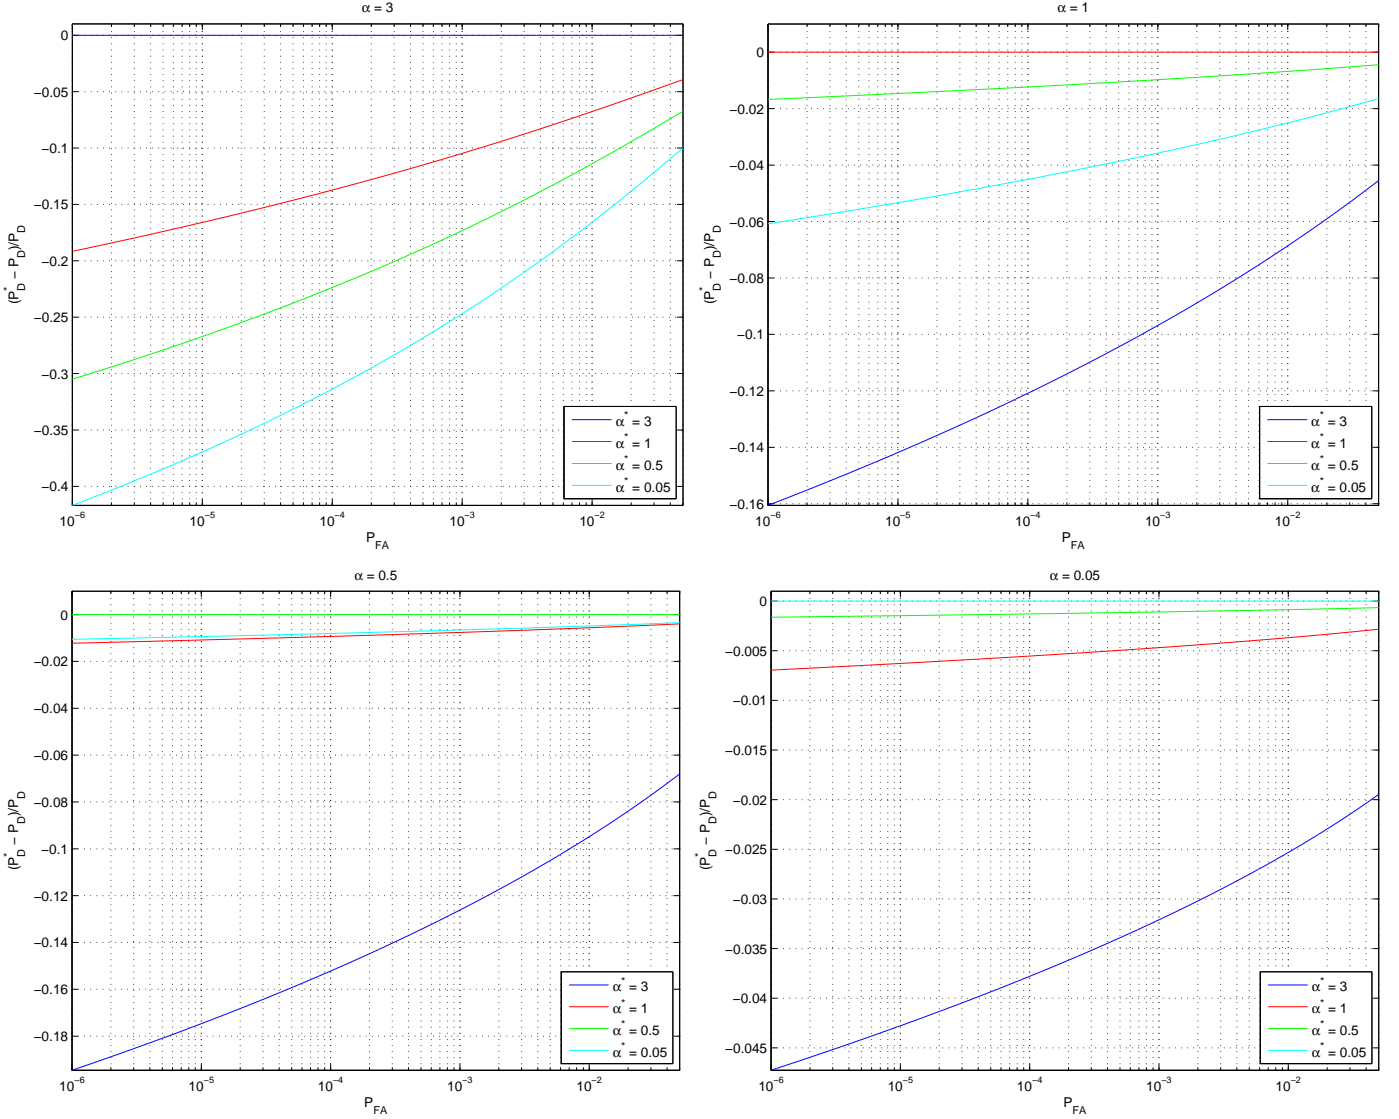 α = 3
0
−0.05
−0.1
−0.15
−0.2
−0.25
−0.3
−0.35
−0.4
(P*D − PD)/PD
10−6
10−5
10−4
10−3
10−2
PFA
α* = 3
α* = 1
α* = 0.5
α* = 0.05
α = 1
0
−0.02
−0.04
−0.06
−0.08
−0.1
−0.12
−0.14
−0.16
(P*D − PD)/PD
10−6
10−5
10−4
10−3
10−2
PFA
α* = 3
α* = 1
α* = 0.5
α* = 0.05
α = 0.5
0
−0.02
−0.04
−0.06
−0.08
−0.1
−0.12
−0.14
−0.16
−0.18
(P*D − PD)/PD
10−6
10−5
10−4
10−3
10−2
PFA
α* = 3
α* = 1
α* = 0.5
α* = 0.05
α = 0.05
0
−0.005
−0.01
−0.015
−0.02
−0.025
−0.03
−0.035
−0.04
−0.045
(P*D − PD)/PD
10−6
10−5
10−4
10−3
10−2
PFA
α* = 3
α* = 1
α* = 0.5
α* = 0.05